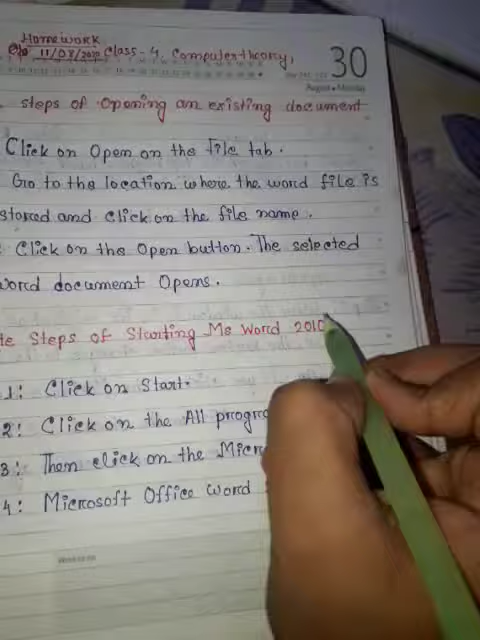 Homework
11/08/2020 Class-4, Computer theory,
30
August • Monday
steps of Opening an existing document
Click on Open on the File tab.
Go to the location where the word file is
stored and Click on the file name.
: Click on the Open button. The selected
word document Opens.
Steps of Starting Ms Word 2010
1: Click on Start.
2: Click on the All progra
3: Then click on the Micr
4: Microsoft Office Word